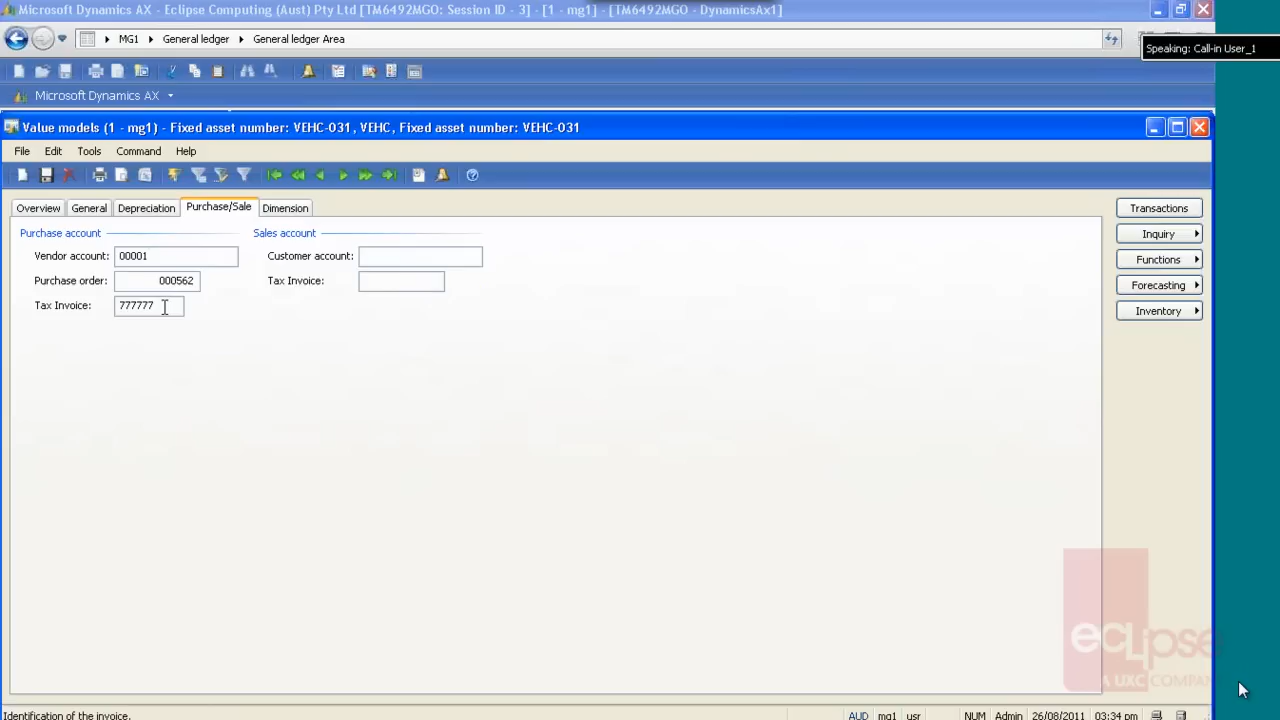 Microsoft Dynamics AX - Eclipse Computing (Aust) Pty Ltd [TM6492MGO: Session ID - 3] - [1 - mg1] - [TM6492MGO - DynamicsAx1]
MG1 General ledger General ledger Area
Speaking: Call-in User_1
Microsoft Dynamics AX
Value models (1 - mg1) - Fixed asset number: VEHC-031, VEHC, Fixed asset number: VEHC-031
File Edit Tools Command Help
Overview General Depreciation Purchase/Sale Dimension
Transactions
Purchase account Sales account
Inquiry
Vendor account: 00001 Customer account:
Functions
Purchase order: 000562 Tax Invoice:
Forecasting
Tax Invoice: 777777
Inventory
eclipse
A UXC COMPANY
Identification of the invoice. AUD mg1 usr NUM Admin 26/08/2011 03:34 pm